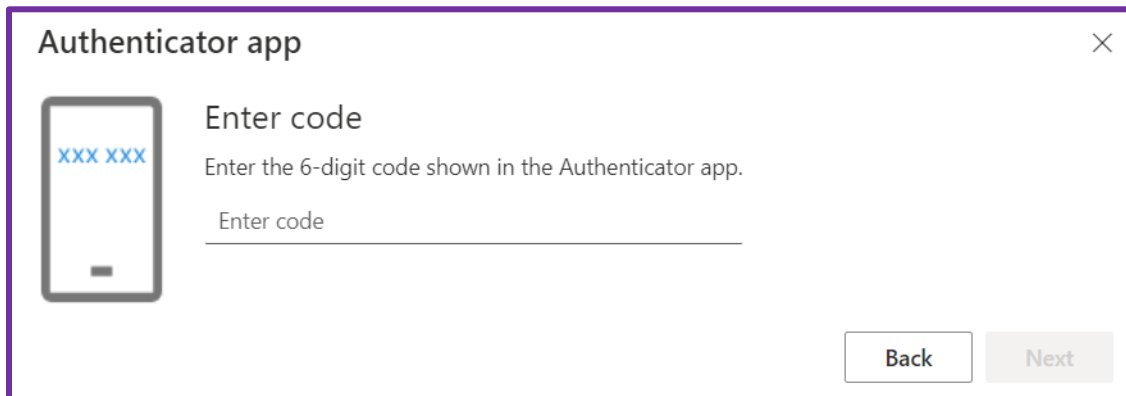 Authenticator app
Enter code
xxx xxx
Enter the 6-digit code shown in the Authenticator app.
Enter code
Back Next